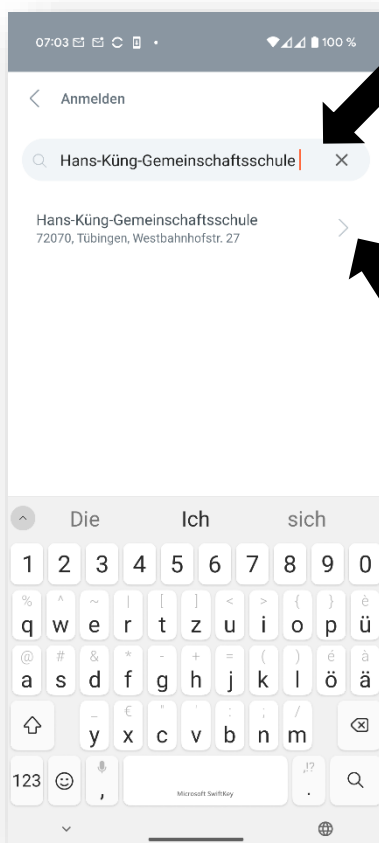 07:03 100 %
Anmelden
Hans-Küng-Gemeinschaftsschule
Hans-Küng-Gemeinschaftsschule
72070, Tübingen, Westbahnhofstr. 27
Die Ich sich
1 2 3 4 5 6 7 8 9 0
% ^ ~ | [ ] < > { } è
q w e r t z u i o p ü
@ # & * - + = ( ) é à
a s d f g h j k l ö ä
_ € " ' : ; /
y x c v b n m
123 , Microsoft SwiftKey ,!? .